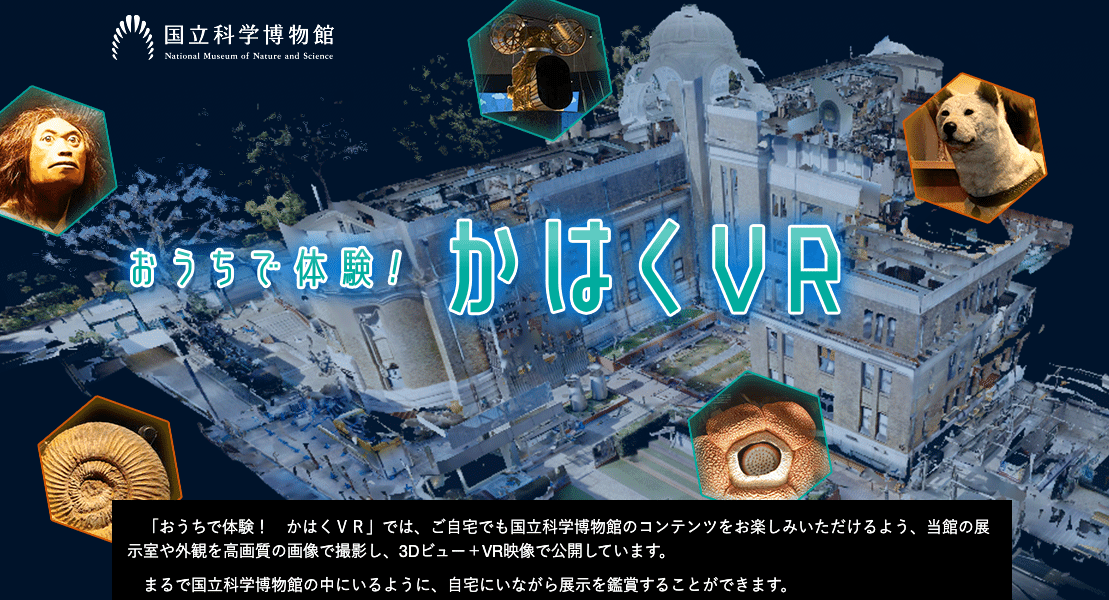 国立科学博物館
National Museum of Nature and Science
おうちで体験！ かはくVR
「おうちで体験！　かはくＶＲ」では、ご自宅でも国立科学博物館のコンテンツをお楽しみいただけるよう、当館の展
示室や外観を高画質の画像で撮影し、3Dビュー＋VR映像で公開しています。
まるで国立科学博物館の中にいるように、自宅にいながら展示を鑑賞することができます。